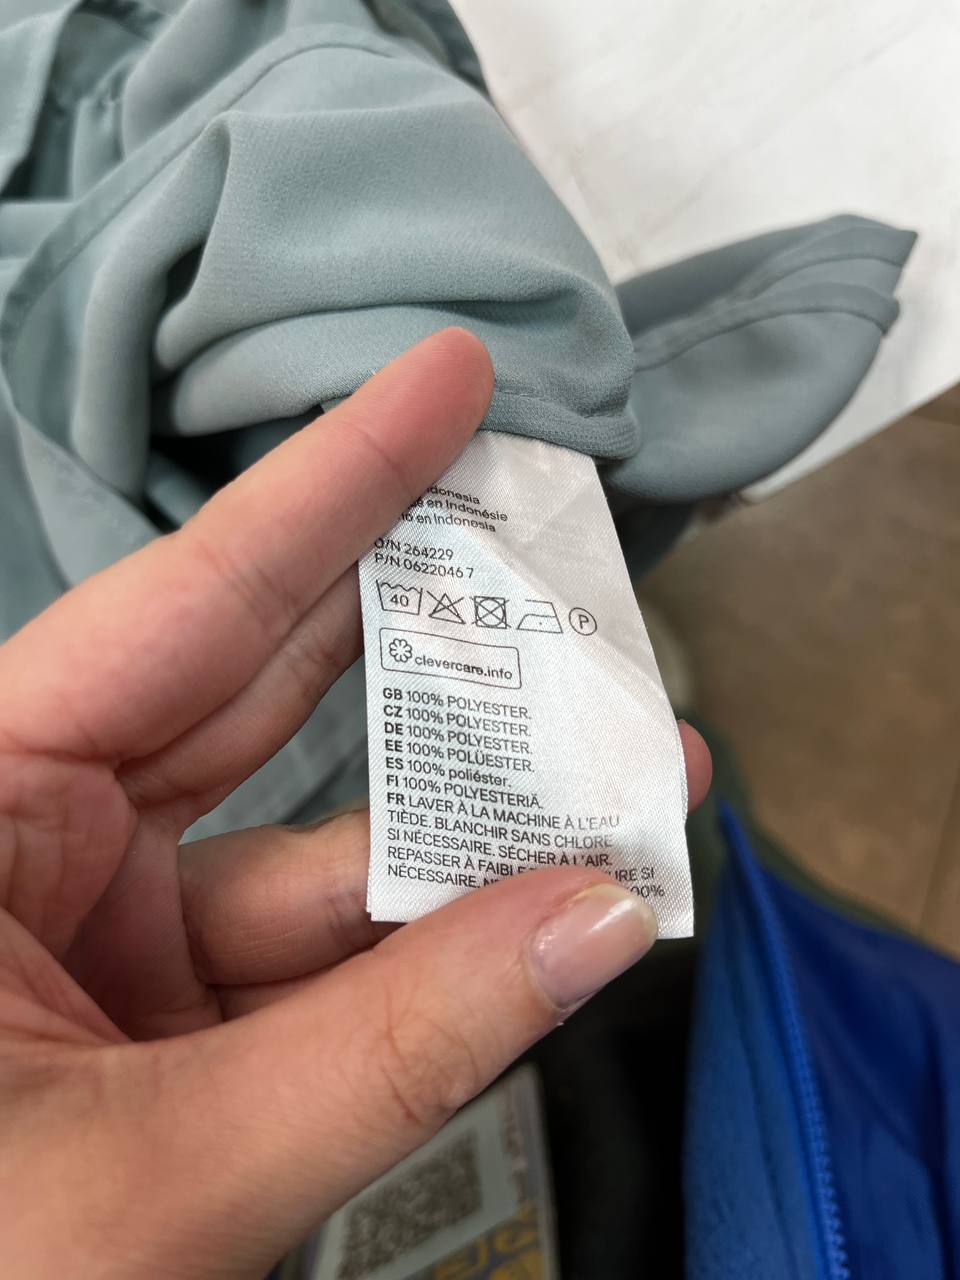 en Indonésie
en Indonesia
O/N 264229
P/N 0622046 7
40 P
clevercare.info
GB 100% POLYESTER.
CZ 100% POLYESTER.
DE 100% POLYESTER.
EE 100% POLÜESTER.
ES 100% poliéster.
FI 100% POLYESTERIÄ.
FR LAVER À LA MACHINE À L'EAU
TIÈDE. BLANCHIR SANS CHLORE
SI NÉCESSAIRE. SÉCHER À L'AIR.
REPASSER À FAIBLE SI
NÉCESSAIRE.